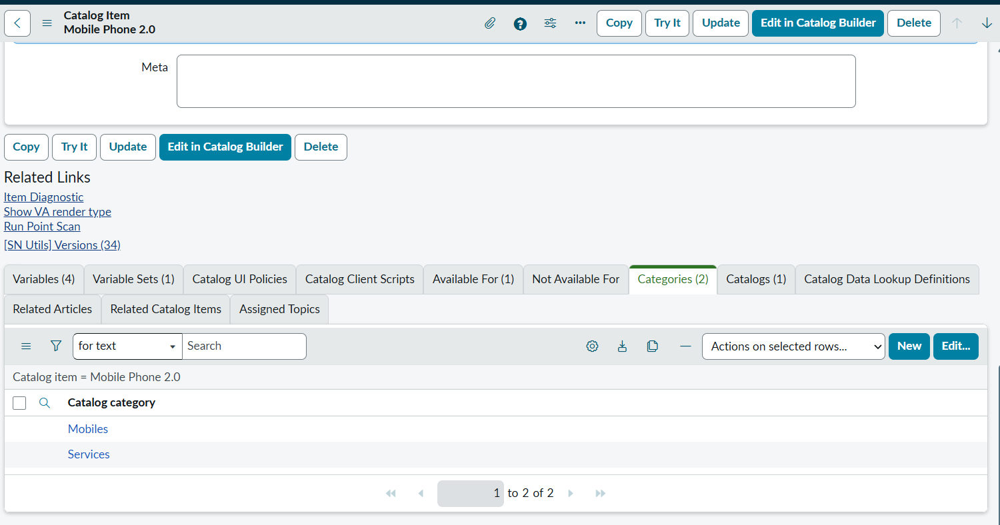 Catalog Item
Mobile Phone 2.0
Copy Try It Update Edit in Catalog Builder Delete
Meta
Copy Try It Update Edit in Catalog Builder Delete
Related Links
Item Diagnostic
Show VA render type
Run Point Scan
[SN Utils] Versions (34)
Variables (4) Variable Sets (1) Catalog UI Policies Catalog Client Scripts Available For (1) Not Available For Categories (2) Catalogs (1) Catalog Data Lookup Definitions
Related Articles Related Catalog Items Assigned Topics
for text Search Actions on selected rows... New Edit...
Catalog item = Mobile Phone 2.0
Catalog category
Mobiles
Services
1 to 2 of 2